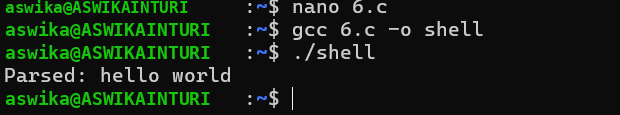 aswika@ASWIKAINTURI:~$ nano 6.c
aswika@ASWIKAINTURI:~$ gcc 6.c -o shell
aswika@ASWIKAINTURI:~$ ./shell
Parsed: hello world
aswika@ASWIKAINTURI:~$